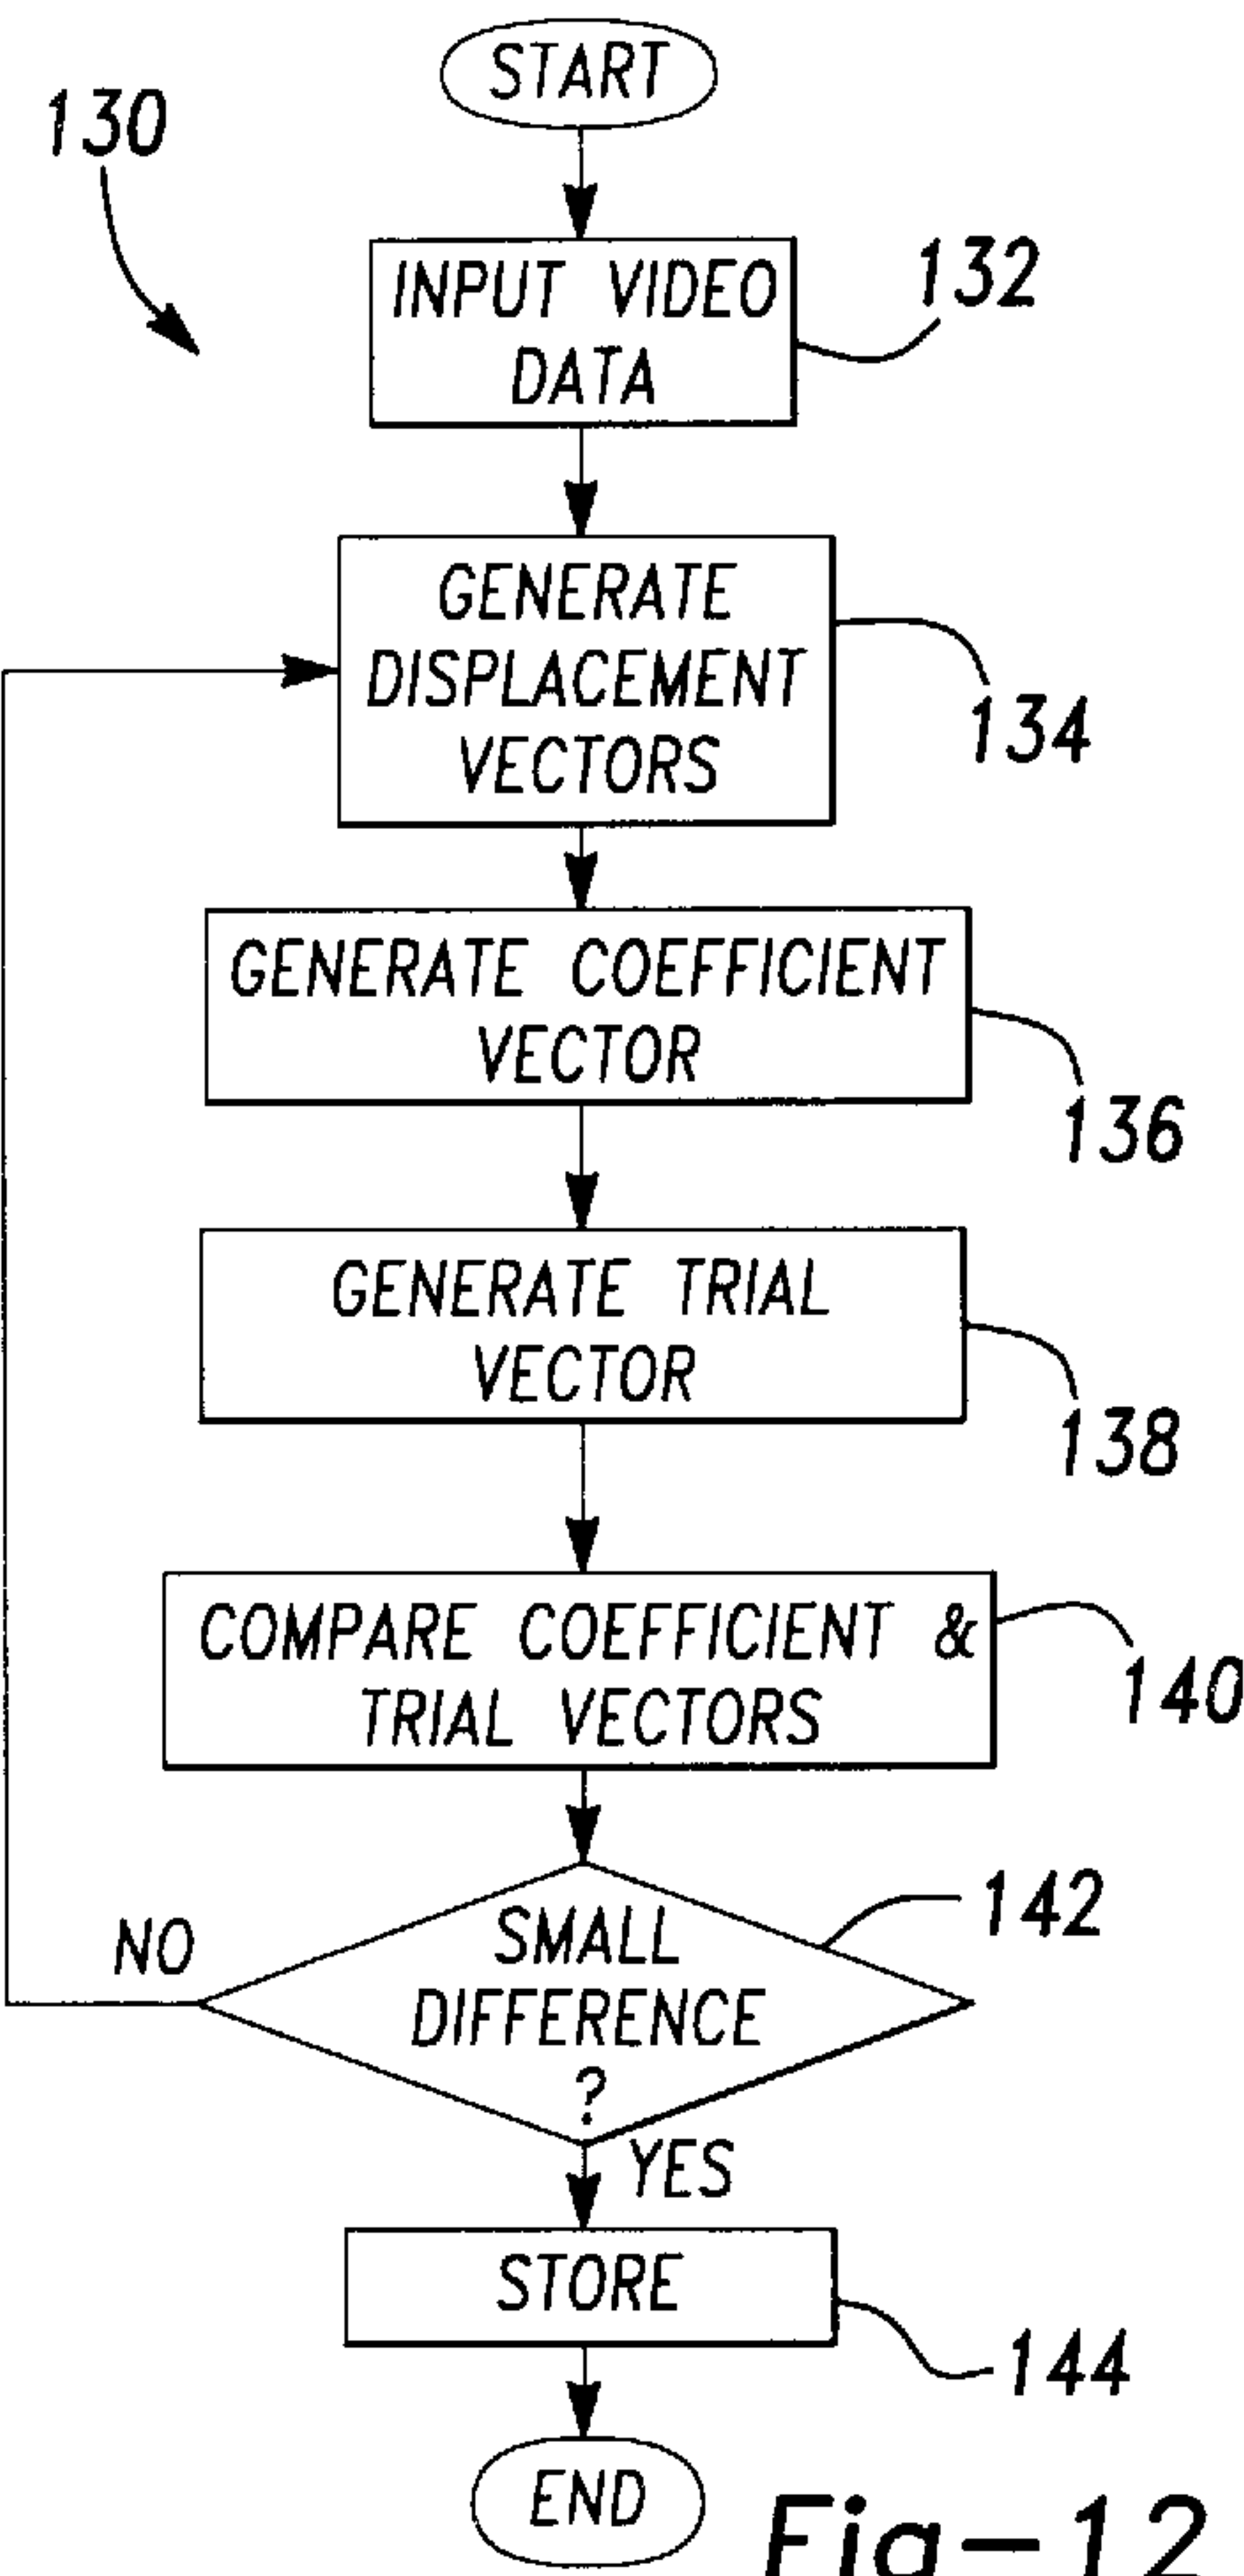 START
130
INPUT VIDEO
DATA
132
GENERATE
DISPLACEMENT
VECTORS
134
GENERATE COEFFICIENT
VECTOR
136
GENERATE TRIAL
VECTOR
138
COMPARE COEFFICIENT &
TRIAL VECTORS
140
SMALL
DIFFERENCE
?
142
NO
YES
STORE
144
END
Fig-12